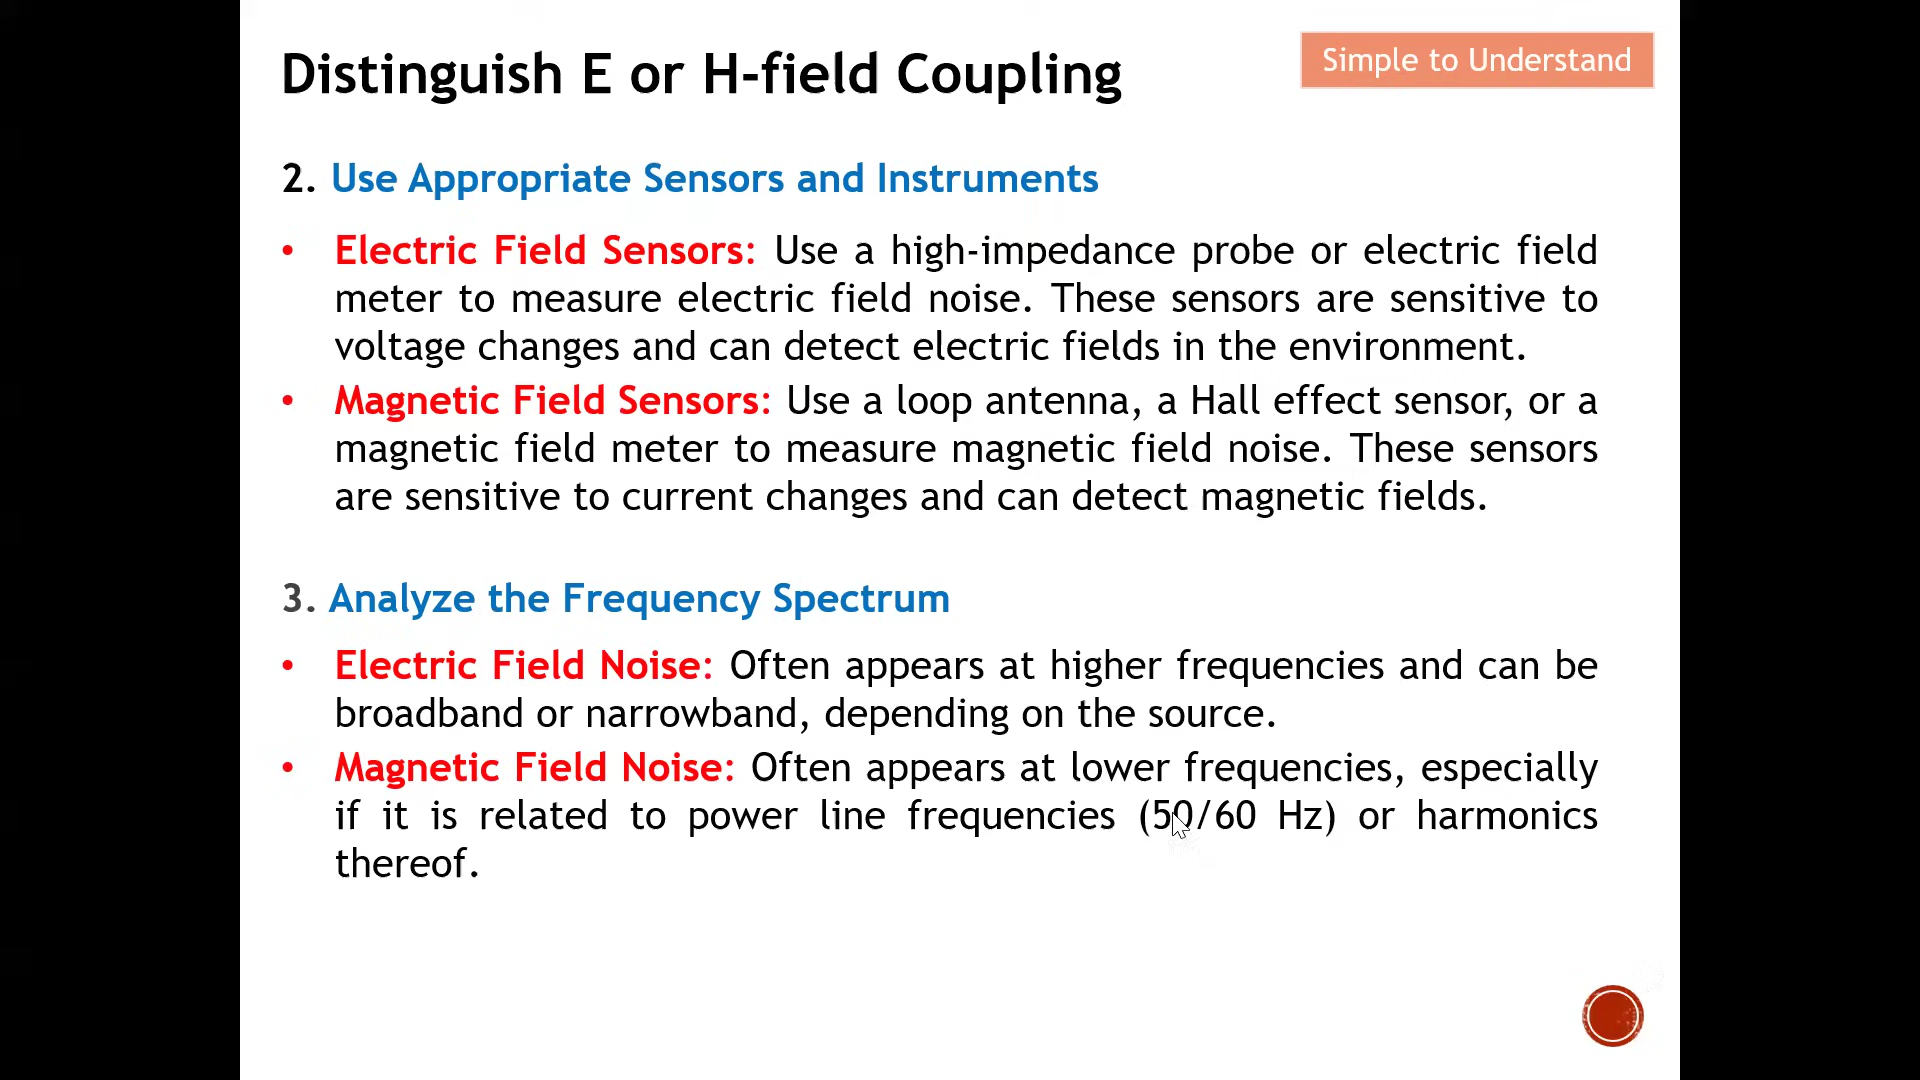 Distinguish E or H-field Coupling
Simple to Understand
2. Use Appropriate Sensors and Instruments
• Electric Field Sensors: Use a high-impedance probe or electric field
meter to measure electric field noise. These sensors are sensitive to
voltage changes and can detect electric fields in the environment.
• Magnetic Field Sensors: Use a loop antenna, a Hall effect sensor, or a
magnetic field meter to measure magnetic field noise. These sensors
are sensitive to current changes and can detect magnetic fields.
3. Analyze the Frequency Spectrum
• Electric Field Noise: Often appears at higher frequencies and can be
broadband or narrowband, depending on the source.
• Magnetic Field Noise: Often appears at lower frequencies, especially
if it is related to power line frequencies (50/60 Hz) or harmonics
thereof.